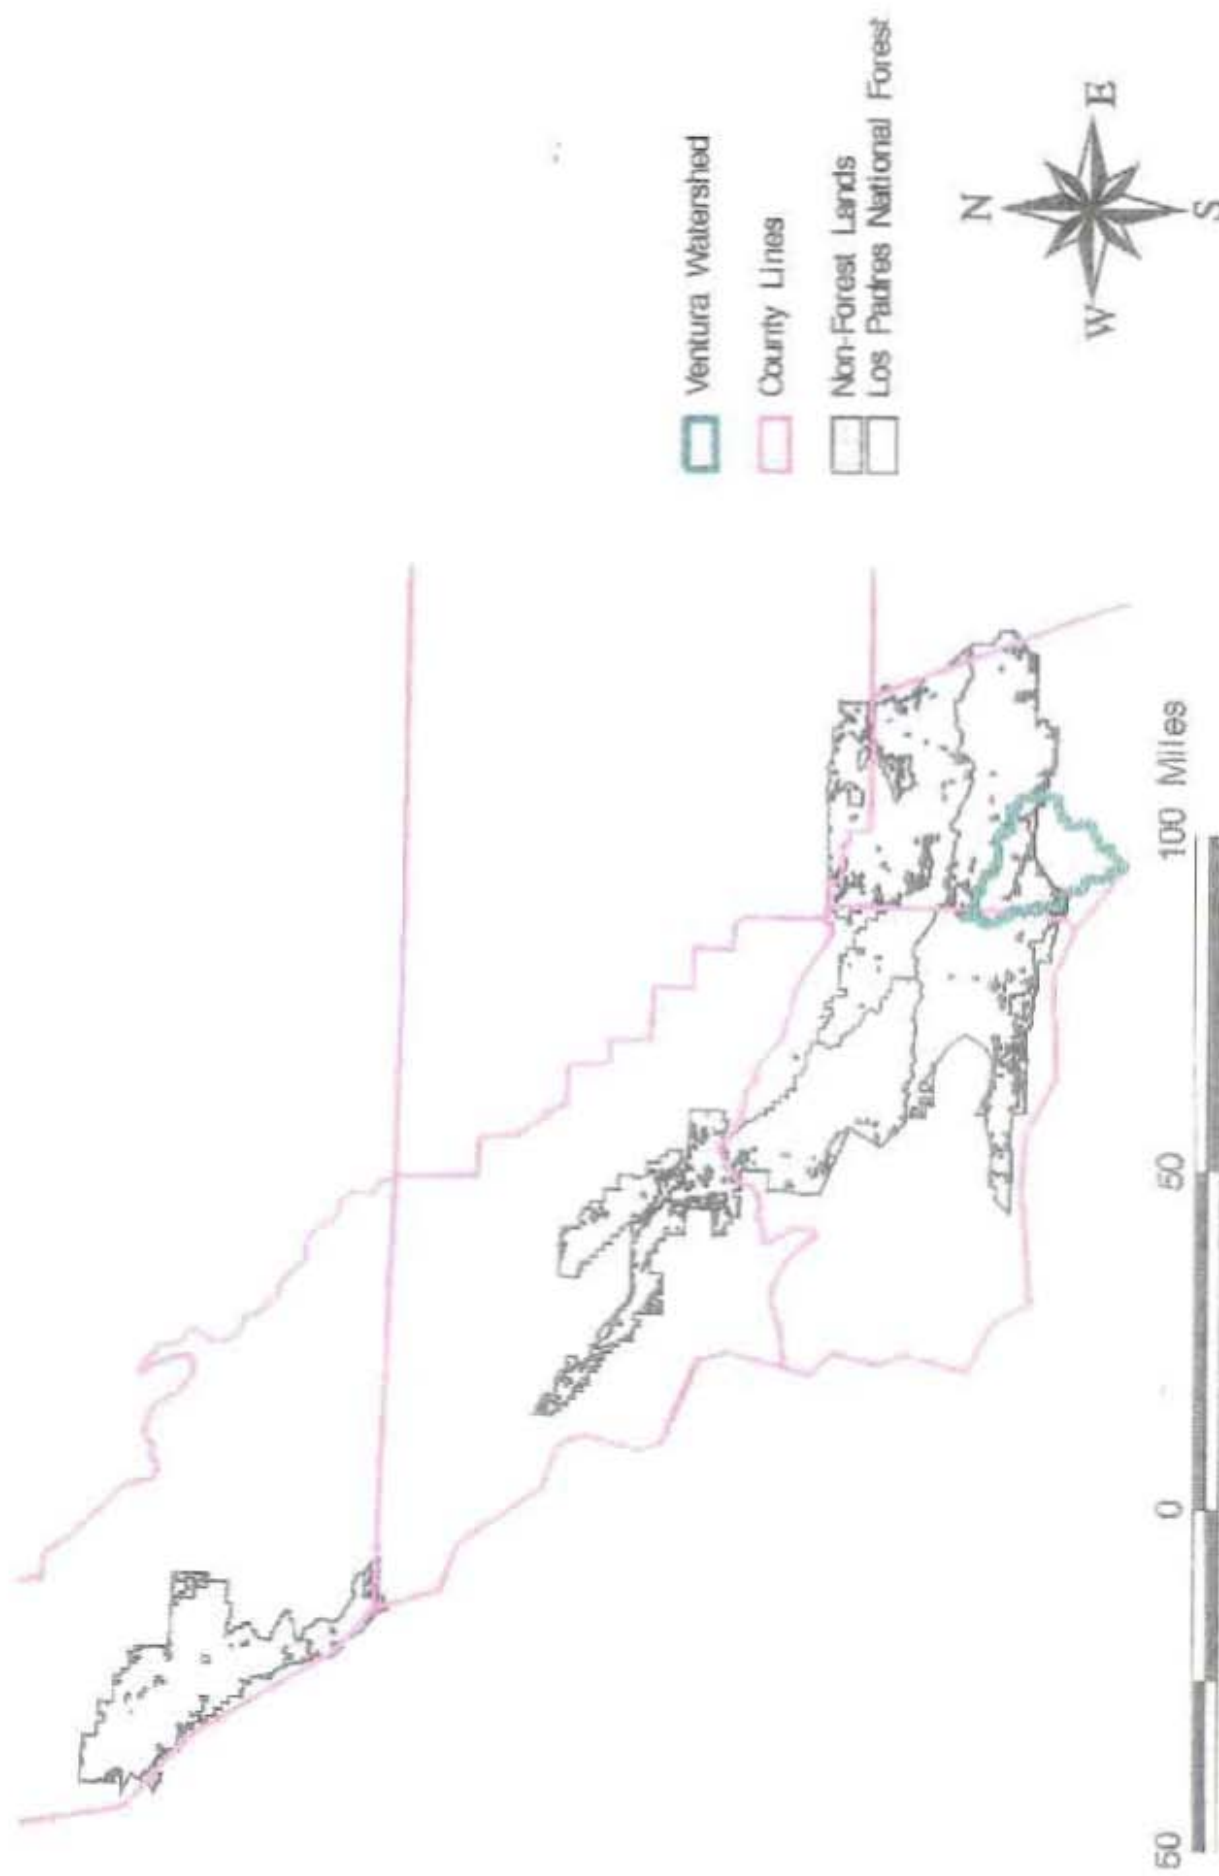 Ventura Watershed
County Lines
Non-Forest Lands
Los Padres National Forest
N
W
E
S
50
0
50
100 Miles